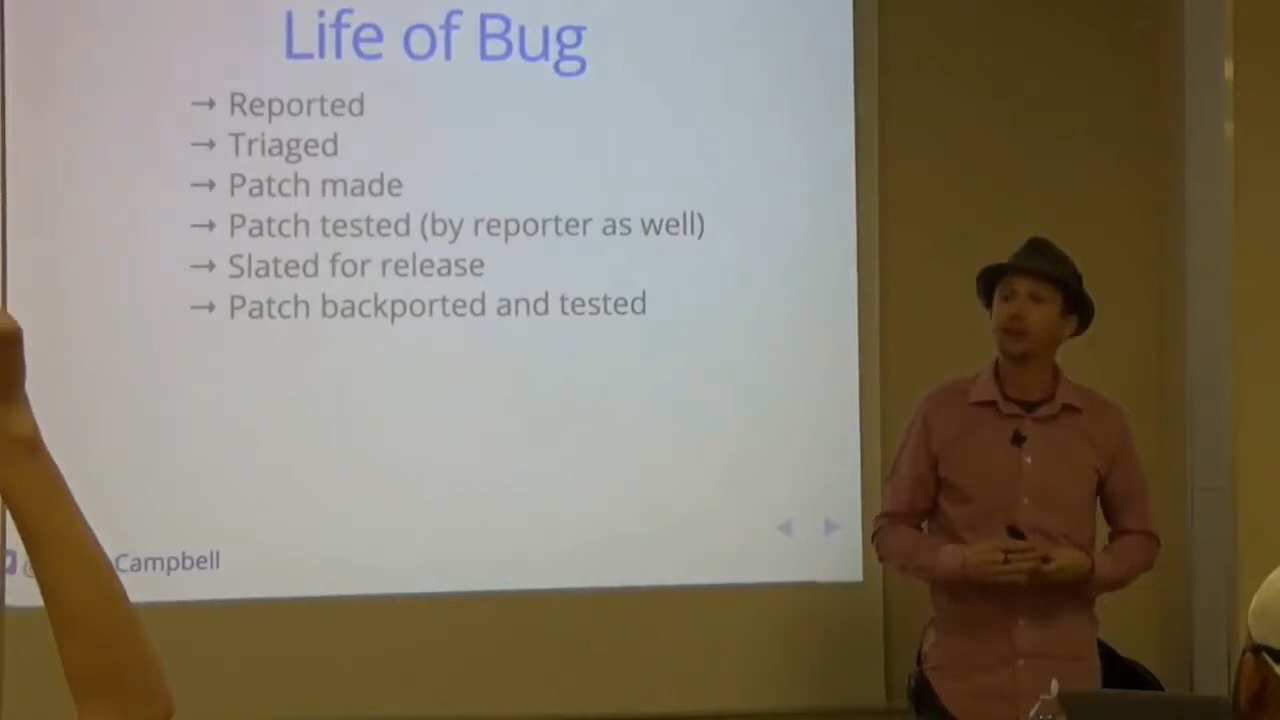 Life of Bug
→ Reported
→ Triaged
→ Patch made
→ Patch tested (by reporter as well)
→ Slated for release
→ Patch backported and tested
Campbell